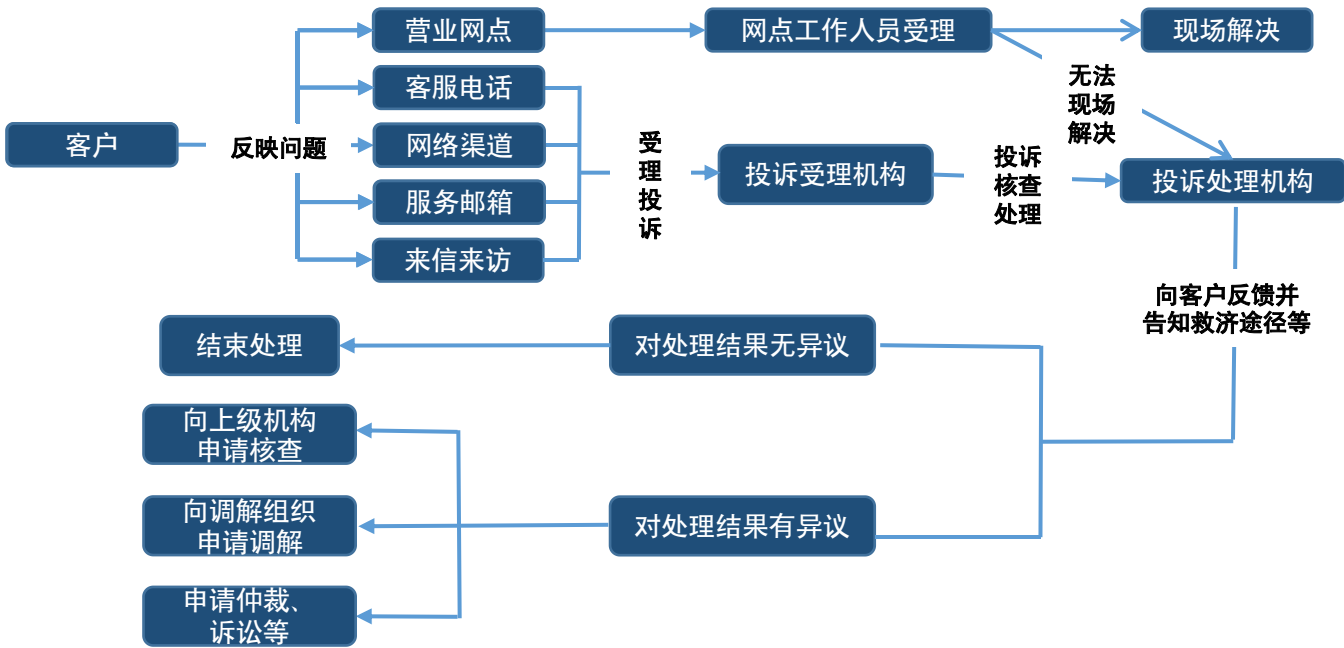 营业网点
网点工作人员受理
现场解决
客服电话
无法
现场
解决
客户
反映问题
网络渠道
受
理
投
诉
投诉受理机构
投诉
核查
处理
投诉处理机构
服务邮箱
来信来访
向客户反馈并
告知救济途径等
结束处理
对处理结果无异议
向上级机构
申请核查
向调解组织
申请调解
对处理结果有异议
申请仲裁、
诉讼等